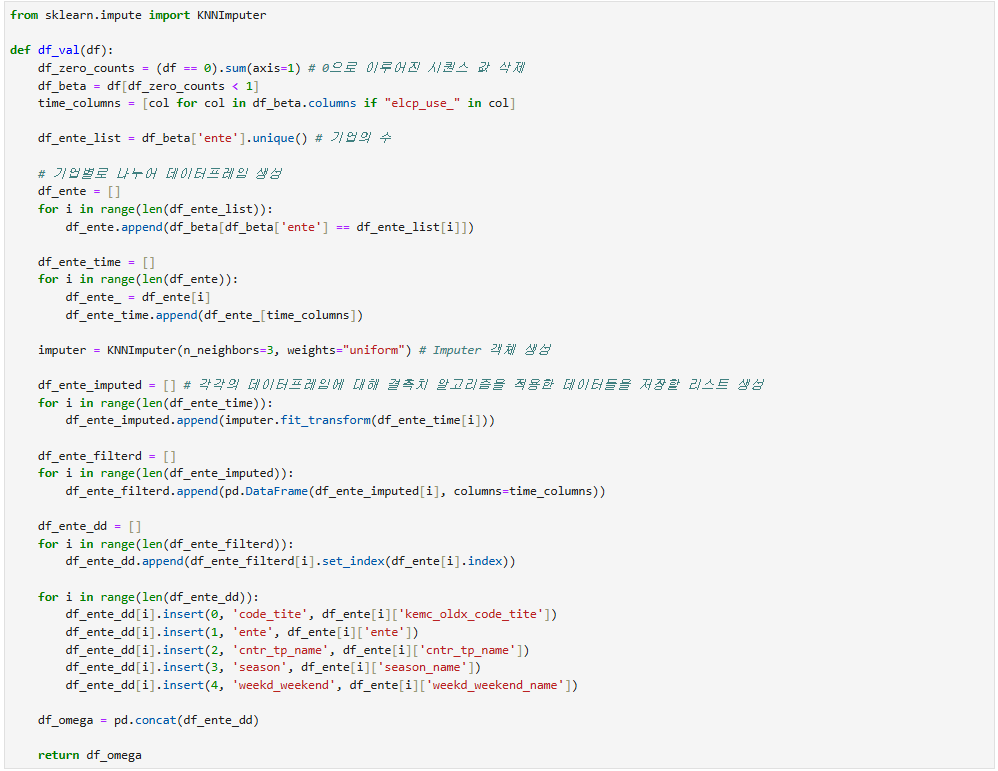 from sklearn.impute import KNNImputer

def df_val(df):
    df_zero_counts = (df == 0).sum(axis=1) # 0으로 이루어진 시퀀스 값 삭제
    df_beta = df[df_zero_counts < 1]
    time_columns = [col for col in df_beta.columns if "elcp_use_" in col]

    df_ente_list = df_beta['ente'].unique() # 기업의 수

    # 기업별로 나누어 데이터프레임 생성
    df_ente = []
    for i in range(len(df_ente_list)):
        df_ente.append(df_beta[df_beta['ente'] == df_ente_list[i]])

    df_ente_time = []
    for i in range(len(df_ente)):
        df_ente_ = df_ente[i]
        df_ente_time.append(df_ente_[time_columns])

    imputer = KNNImputer(n_neighbors=3, weights="uniform") # Imputer 객체 생성

    df_ente_imputed = [] # 각각의 데이터프레임에 대해 결측치 알고리즘을 적용한 데이터들을 저장할 리스트 생성
    for i in range(len(df_ente_time)):
        df_ente_imputed.append(imputer.fit_transform(df_ente_time[i]))

    df_ente_filterd = []
    for i in range(len(df_ente_imputed)):
        df_ente_filterd.append(pd.DataFrame(df_ente_imputed[i], columns=time_columns))

    df_ente_dd = []
    for i in range(len(df_ente_filterd)):
        df_ente_dd.append(df_ente_filterd[i].set_index(df_ente[i].index))

    for i in range(len(df_ente_dd)):
        df_ente_dd[i].insert(0, 'code_tite', df_ente[i]['kemc_oldx_code_tite'])
        df_ente_dd[i].insert(1, 'ente', df_ente[i]['ente'])
        df_ente_dd[i].insert(2, 'cntr_tp_name', df_ente[i]['cntr_tp_name'])
        df_ente_dd[i].insert(3, 'season', df_ente[i]['season_name'])
        df_ente_dd[i].insert(4, 'weekd_weekend', df_ente[i]['weekd_weekend_name'])

    df_omega = pd.concat(df_ente_dd)

    return df_omega